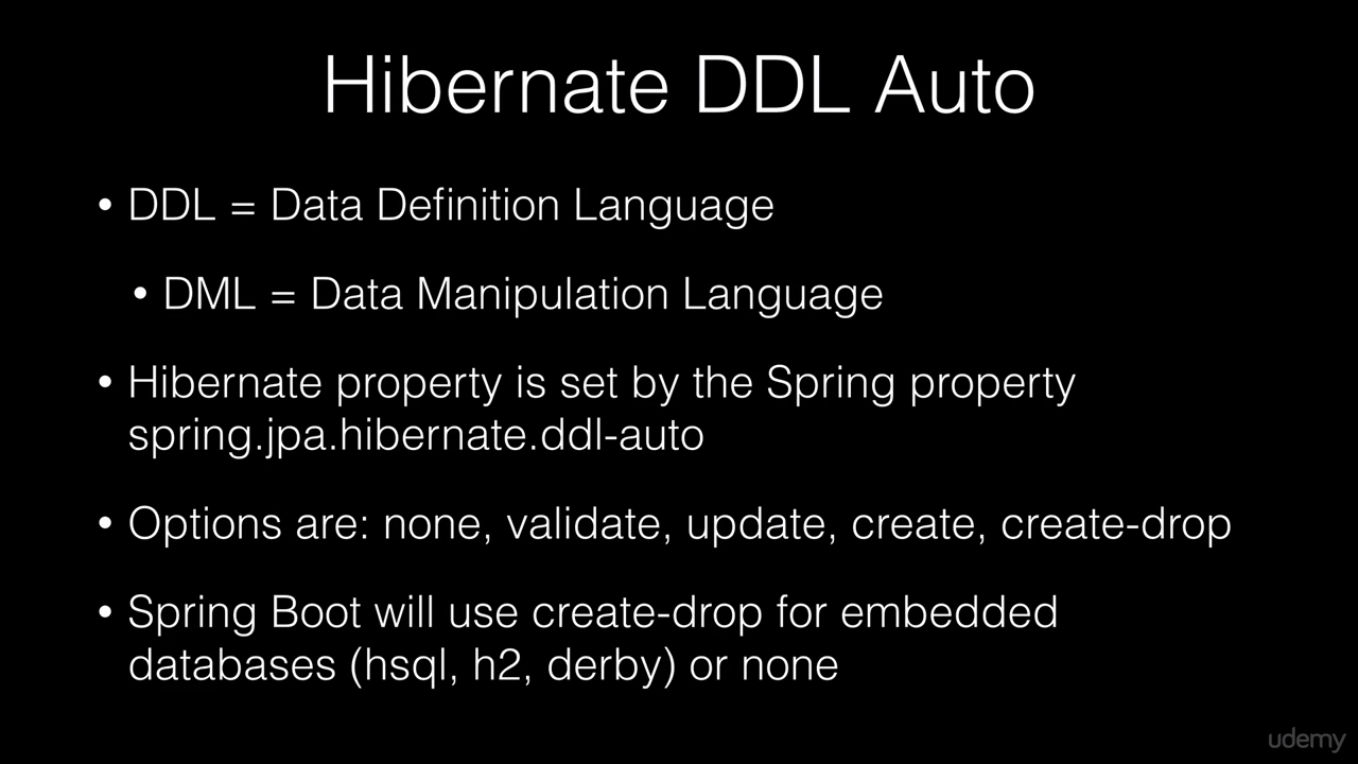 Hibernate DDL Auto
• DDL = Data Definition Language
• DML = Data Manipulation Language
• Hibernate property is set by the Spring property
spring.jpa.hibernate.ddl-auto
• Options are: none, validate, update, create, create-drop
• Spring Boot will use create-drop for embedded
databases (hsql, h2, derby) or none
udemy